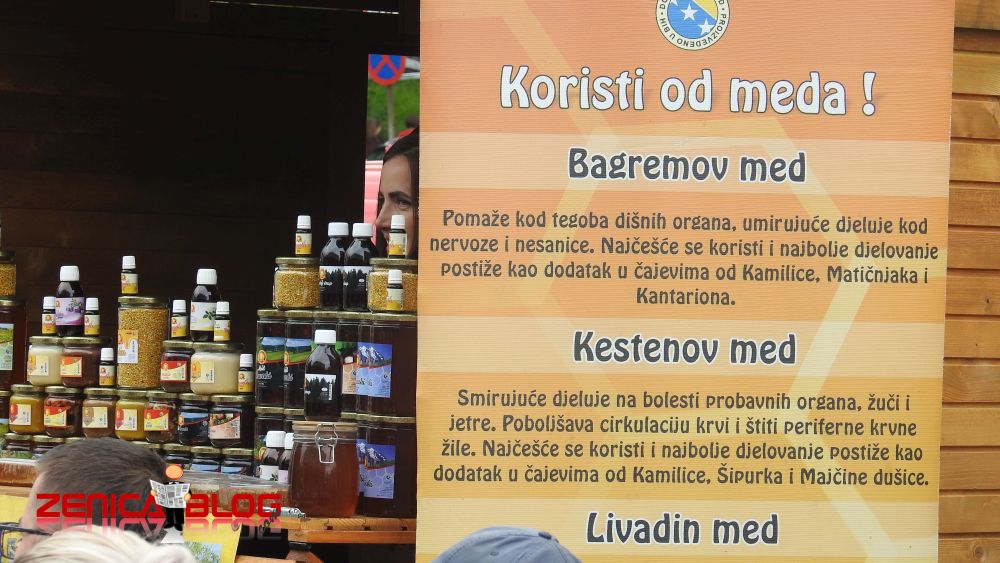 PROIZVEDENO U BIH
Koristi od meda !
Bagremov med
Pomaže kod tegoba dišnih organa, umirujuće djeluje kod
nervoze i nesanice. Najčešće se koristi i najbolje djelovanje
postiže kao dodatak u čajevima od Kamilice, Matičnjaka i
Kantariona.
Kestenov med
Smirujuće djeluje na bolesti probavnih organa, žuči i
jetre. Poboljšava cirkulaciju krvi i štiti periferne krvne
žile. Najčešće se koristi i najbolje djelovanje postiže kao
dodatak u čajevima od Kamilice, Šipurka i Majčine dušice.
Livadin med
ZENICABLOG